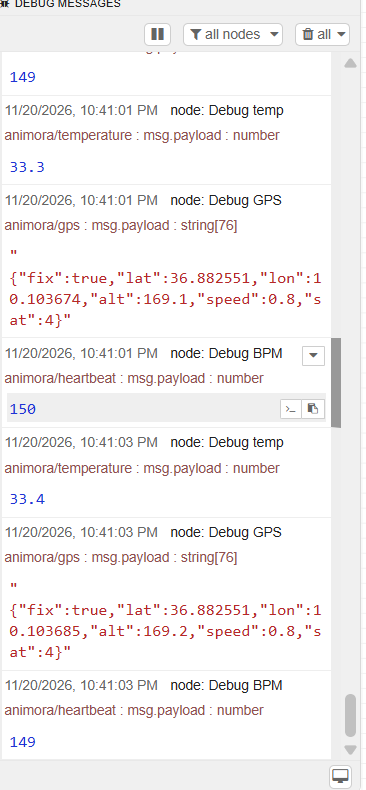 DEBUG MESSAGES
all nodes
all
149
11/20/2026, 10:41:01 PM node: Debug temp
animora/temperature : msg.payload : number
33.3
11/20/2026, 10:41:01 PM node: Debug GPS
animora/gps : msg.payload : string[76]
"
{"fix":true,"lat":36.882551,"lon":1
0.103674,"alt":169.1,"speed":0.8,"s
at":4}"
11/20/2026, 10:41:01 PM node: Debug BPM
animora/heartbeat : msg.payload : number
150
11/20/2026, 10:41:03 PM node: Debug temp
animora/temperature : msg.payload : number
33.4
11/20/2026, 10:41:03 PM node: Debug GPS
animora/gps : msg.payload : string[76]
"
{"fix":true,"lat":36.882551,"lon":1
0.103685,"alt":169.2,"speed":0.8,"s
at":4}"
11/20/2026, 10:41:03 PM node: Debug BPM
animora/heartbeat : msg.payload : number
149